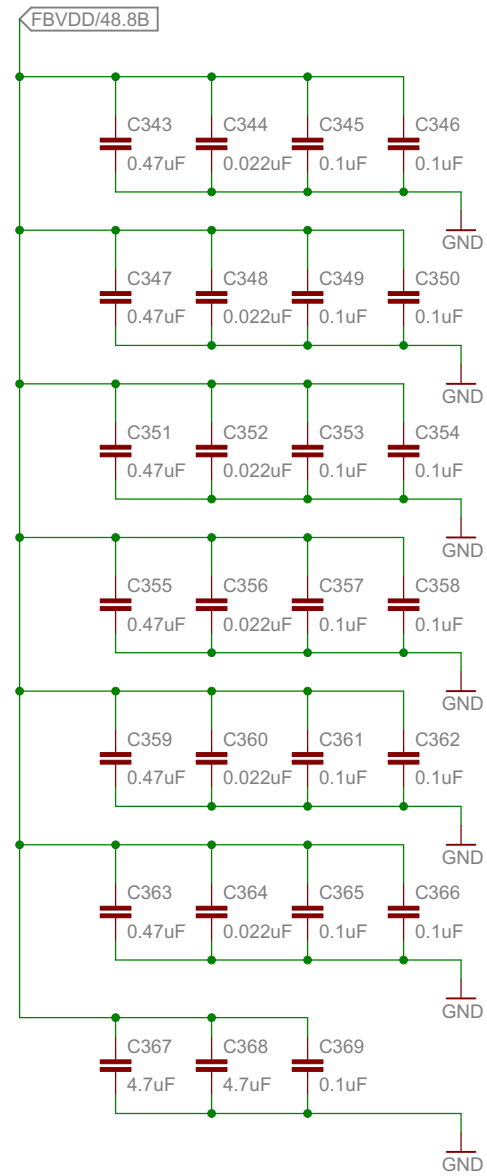 FBVDD/48.8B
C343 C344 C345 C346
0.47uF 0.022uF 0.1uF 0.1uF
GND
C347 C348 C349 C350
0.47uF 0.022uF 0.1uF 0.1uF
GND
C351 C352 C353 C354
0.47uF 0.022uF 0.1uF 0.1uF
GND
C355 C356 C357 C358
0.47uF 0.022uF 0.1uF 0.1uF
GND
C359 C360 C361 C362
0.47uF 0.022uF 0.1uF 0.1uF
GND
C363 C364 C365 C366
0.47uF 0.022uF 0.1uF 0.1uF
GND
C367 C368 C369
4.7uF 4.7uF 0.1uF
GND